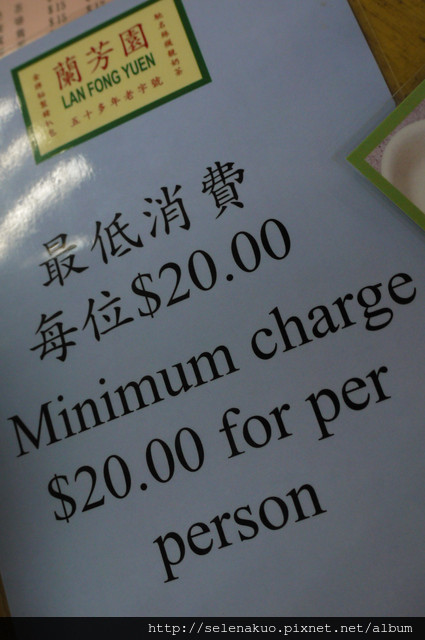 蘭芳園
LAN FONG YUEN
五十多年老字號
最低消費
每位$20.00
Minimum charge
$20.00 for per
person
http://selenakuo.pixnet.net/album